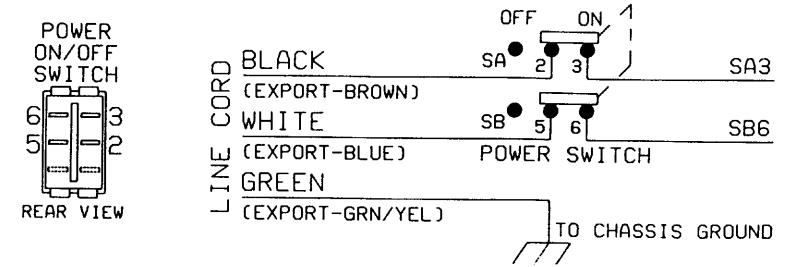 POWER
ON/OFF
SWITCH
6 3
5 2
REAR VIEW
LINE CORD
BLACK
(EXPORT-BROWN)
WHITE
(EXPORT-BLUE)
GREEN
(EXPORT-GRN/YEL)
OFF ON
SA 2 3 SA3
SB 5 6 SB6
POWER SWITCH
TO CHASSIS GROUND